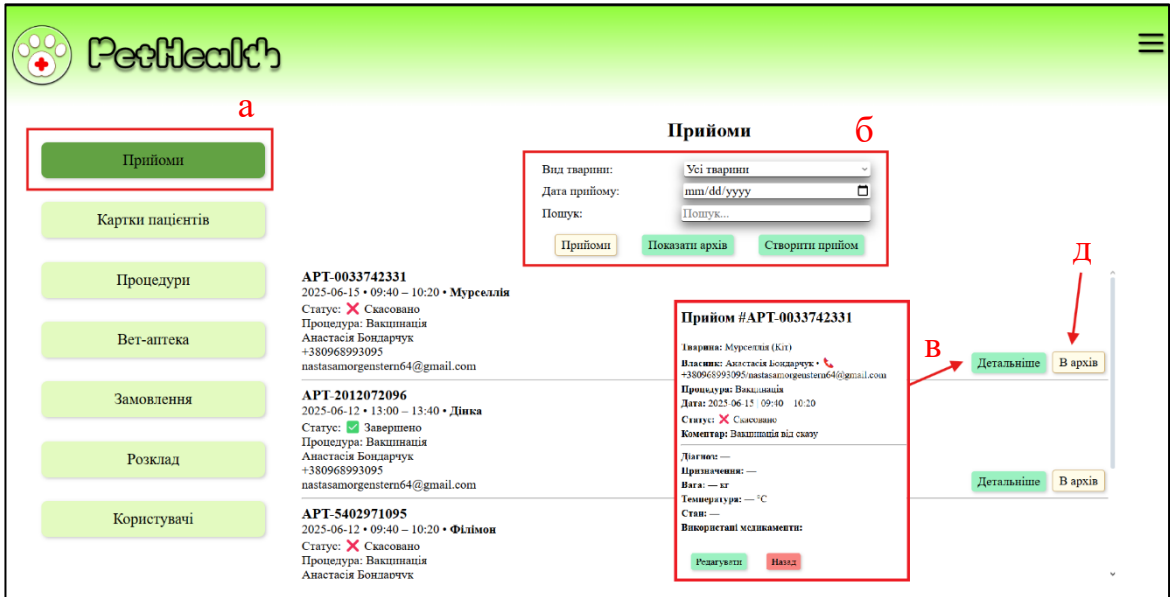 PetHealth
а
Прийоми
Картки пацієнтів
Процедури
Вет-аптека
Замовлення
Розклад
Користувачі
Прийоми
б
Вид тварини: Усі тварини
Дата прийому: mm/dd/yyyy
Пошук: Пошук...
Прийоми Показати архів Створити прийом
APT-0033742331
2025-06-15 • 09:40 – 10:20 • Мурселлія
Статус: ❌ Скасовано
Процедура: Вакцинація
Анастасія Бондарчук
+380968993095
nastasamorgenstern64@gmail.com
Детальніше В архів
APT-2012072096
2025-06-12 • 13:00 – 13:40 • Дінка
Статус: ✅ Завершено
Процедура: Вакцинація
Анастасія Бондарчук
+380968993095
nastasamorgenstern64@gmail.com
Детальніше В архів
APT-5402971095
2025-06-12 • 09:40 – 10:20 • Філімон
Статус: ❌ Скасовано
Процедура: Вакцинація
Анастасія Бондарчук
Прийом #APT-0033742331
Тварина: Мурселлія (Кіт)
Власник: Анастасія Бондарчук • 📞
+380968993095/nastasamorgenstern64@gmail.com
Процедура: Вакцинація
Дата: 2025-06-15 | 09:40 – 10:20
Статус: ❌ Скасовано
Коментар: Вакцинація від сказу
Діагноз: —
Призначення: —
Вага: — кг
Температура: — °C
Стан: —
Використані медикаменти:
Редагувати Назад
в
д